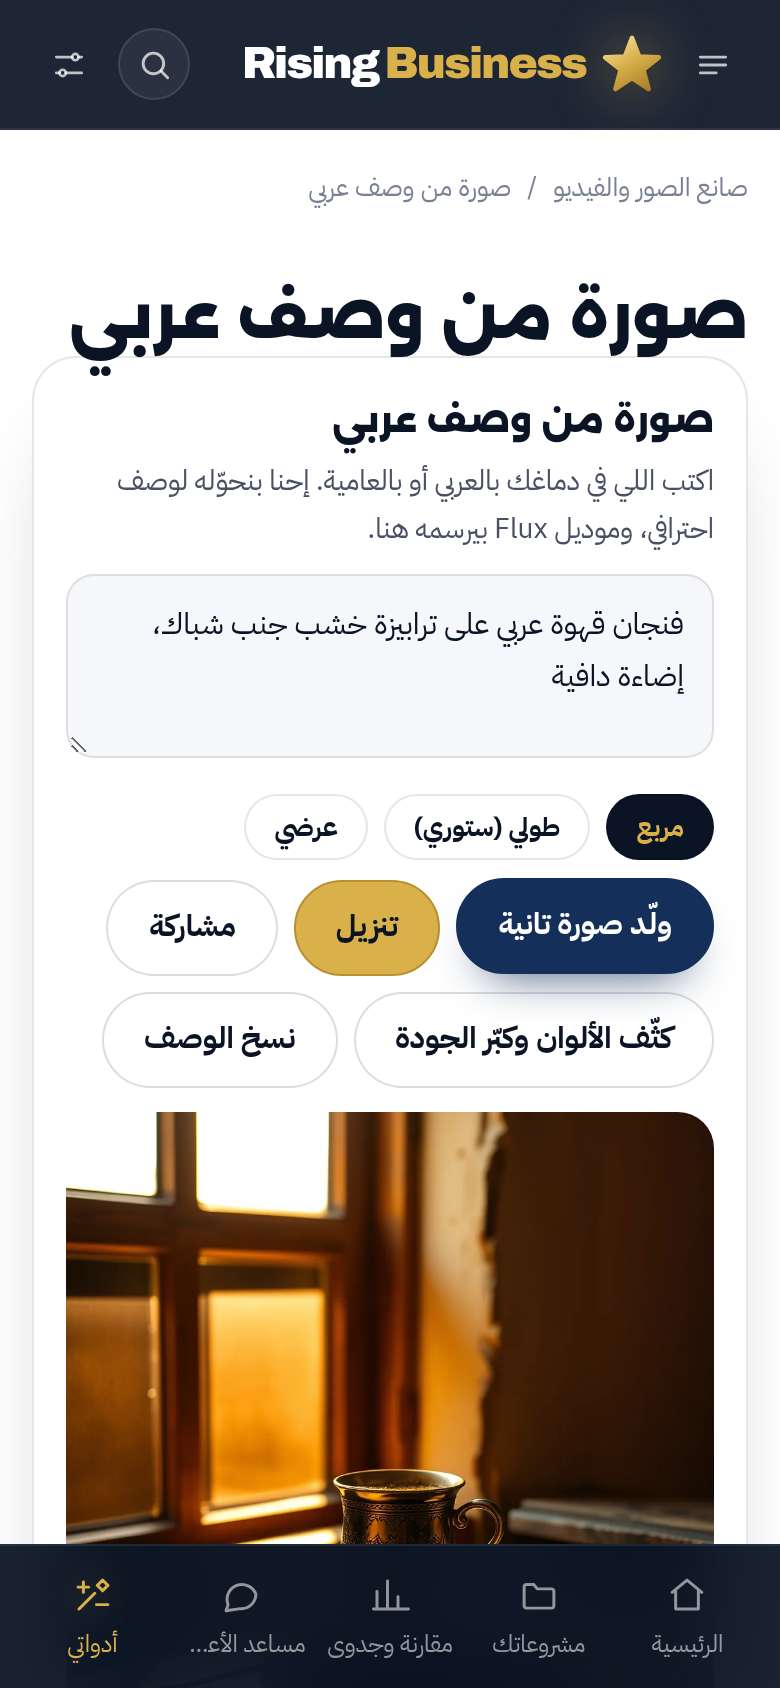 Rising Business
صانع الصور والفيديو / صورة من وصف عربي
صورة من وصف عربي
صورة من وصف عربي
اكتب اللي في دماغك بالعربي أو بالعامية. إحنا بنحوّله لوصف
احترافي، وموديل Flux بيرسمه هنا.
فنجان قهوة عربي على ترابيزة خشب جنب شباك،
إضاءة دافية
مربع
طولي (ستوري)
عرضي
ولّد صورة تانية
تنزيل
مشاركة
كثّف الألوان وكبّر الجودة
نسخ الوصف
الرئيسية
مشروعاتك
مقارنة وجدوى
مساعد الأع...
أدواتي